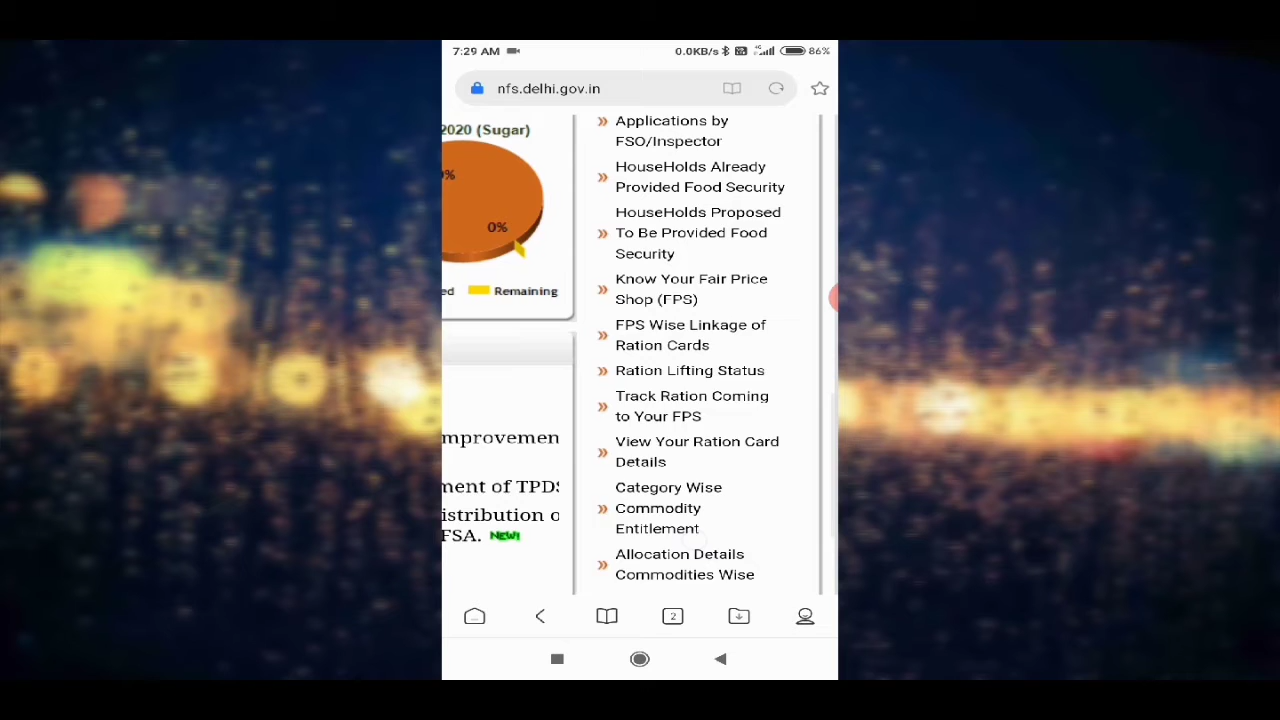 7:29 AM
0.0KB/s
86%
nfs.delhi.gov.in
2020 (Sugar)
0%
Remaining
Applications by
FSO/Inspector
HouseHolds Already
Provided Food Security
HouseHolds Proposed
To Be Provided Food
Security
Know Your Fair Price
Shop (FPS)
FPS Wise Linkage of
Ration Cards
Ration Lifting Status
Track Ration Coming
to Your FPS
View Your Ration Card
Details
Category Wise
Commodity
Entitlement
Allocation Details
Commodities Wise
mprovemen
ment of TPDS
istribution o
FSA. NEW!
2